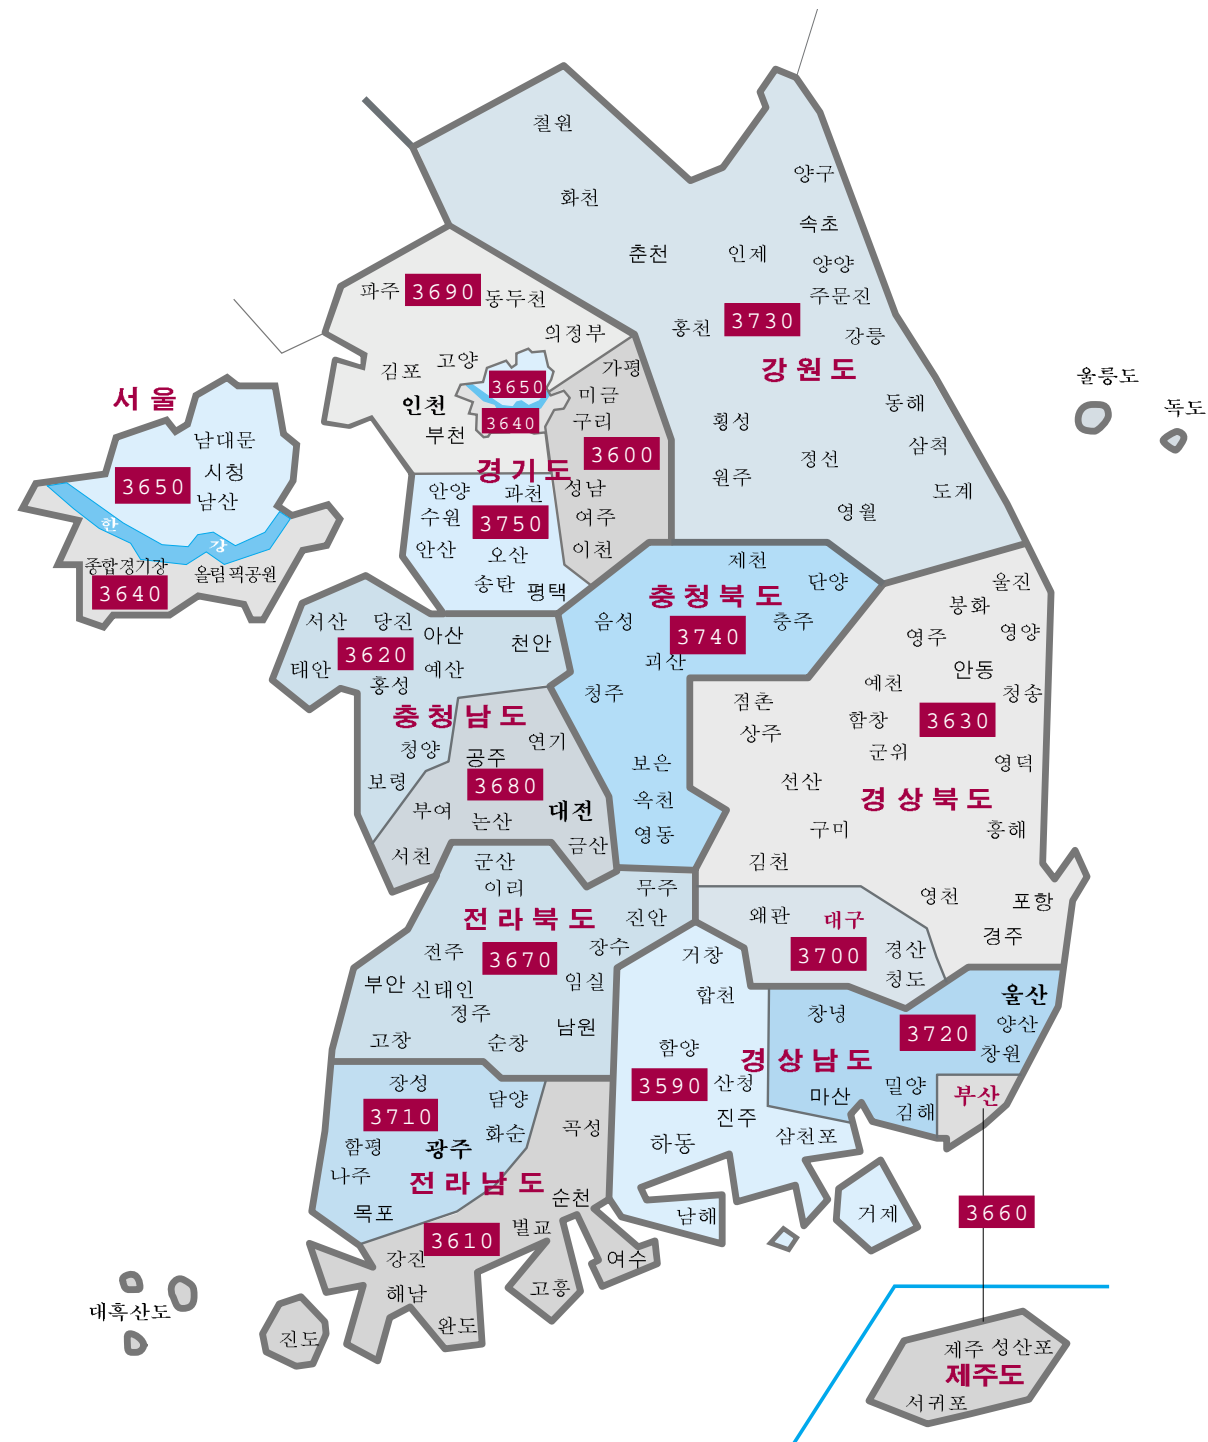 철원
양구
화천
속초
춘천
인제
양양
파주
3690
동두천
주문진
홍천
3730
강릉
의정부
강원도
고양
가평
김포
울릉도
3650
미금
서울
인천
동해
독도
3640
구리
횡성
부천
남대문
3600
삼척
정선
시청
경기도
원주
3650
남산
안양
과천
성남
도계
수원
3750
여주
영월
한
강
안산
오산
이천
제천
종합경기장
올림픽공원
송탄
평택
단양
울진
3640
충청북도
봉화
서산
당진
아산
음성
충주
천안
3740
영주
영양
3620
태안
예산
괴산
안동
홍성
청주
예천
청송
충청남도
점촌
함창
3630
상주
청양
연기
군위
공주
보은
영덕
보령
3680
선산
부여
논산
대전
옥천
경상북도
영동
구미
흥해
서천
금산
군산
김천
이리
무주
영천
포항
전라북도
진안
왜관
대구
경주
전주
3670
장수
거창
3700
경산
부안
신태인
임실
청도
합천
울산
정주
남원
창녕
양산
고창
순창
3720
함양
경상남도
창원
장성
3590
산청
밀양
담양
마산
부산
3710
진주
김해
함평
광주
화순
곡성
하동
삼천포
나주
전라남도
목포
순천
남해
거제
3660
벌교
3610
강진
여수
해남
고흥
대흑산도
진도
완도
제주
성산포
제주도
서귀포